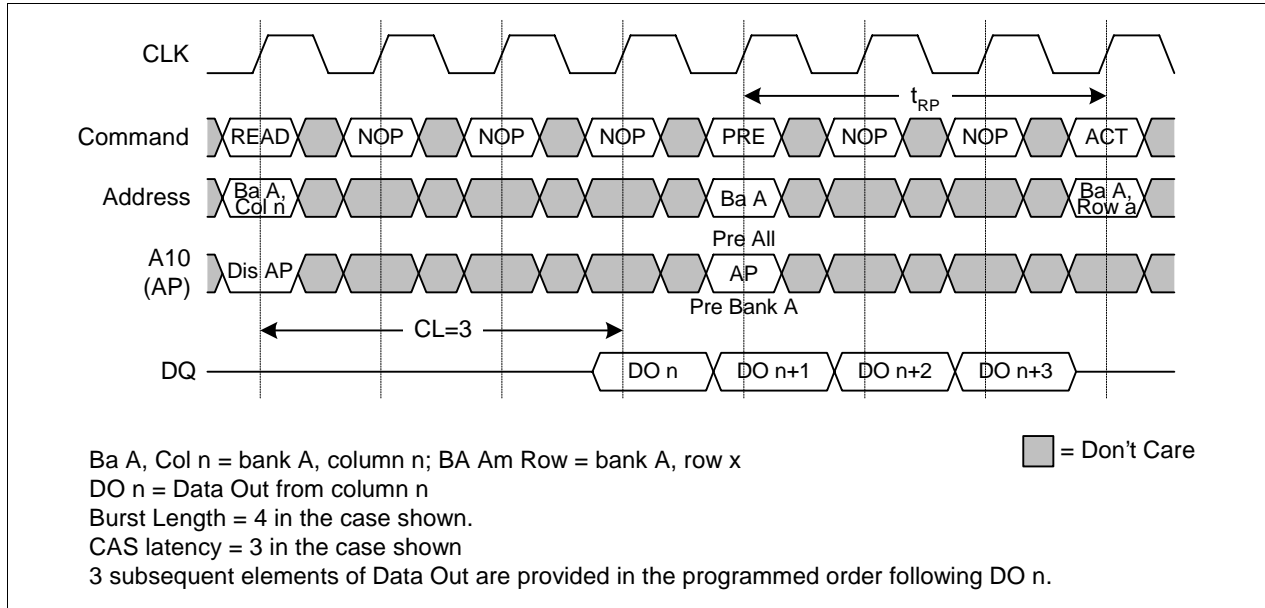 CLK
t_RP
Command READ NOP NOP NOP PRE NOP NOP ACT
Address Ba A, Col n Ba A Ba A, Row a
Pre All
A10 (AP) Dis AP AP
Pre Bank A
CL=3
DQ DO n DO n+1 DO n+2 DO n+3
Ba A, Col n = bank A, column n; BA Am Row = bank A, row x
= Don't Care
DO n = Data Out from column n
Burst Length = 4 in the case shown.
CAS latency = 3 in the case shown
3 subsequent elements of Data Out are provided in the programmed order following DO n.